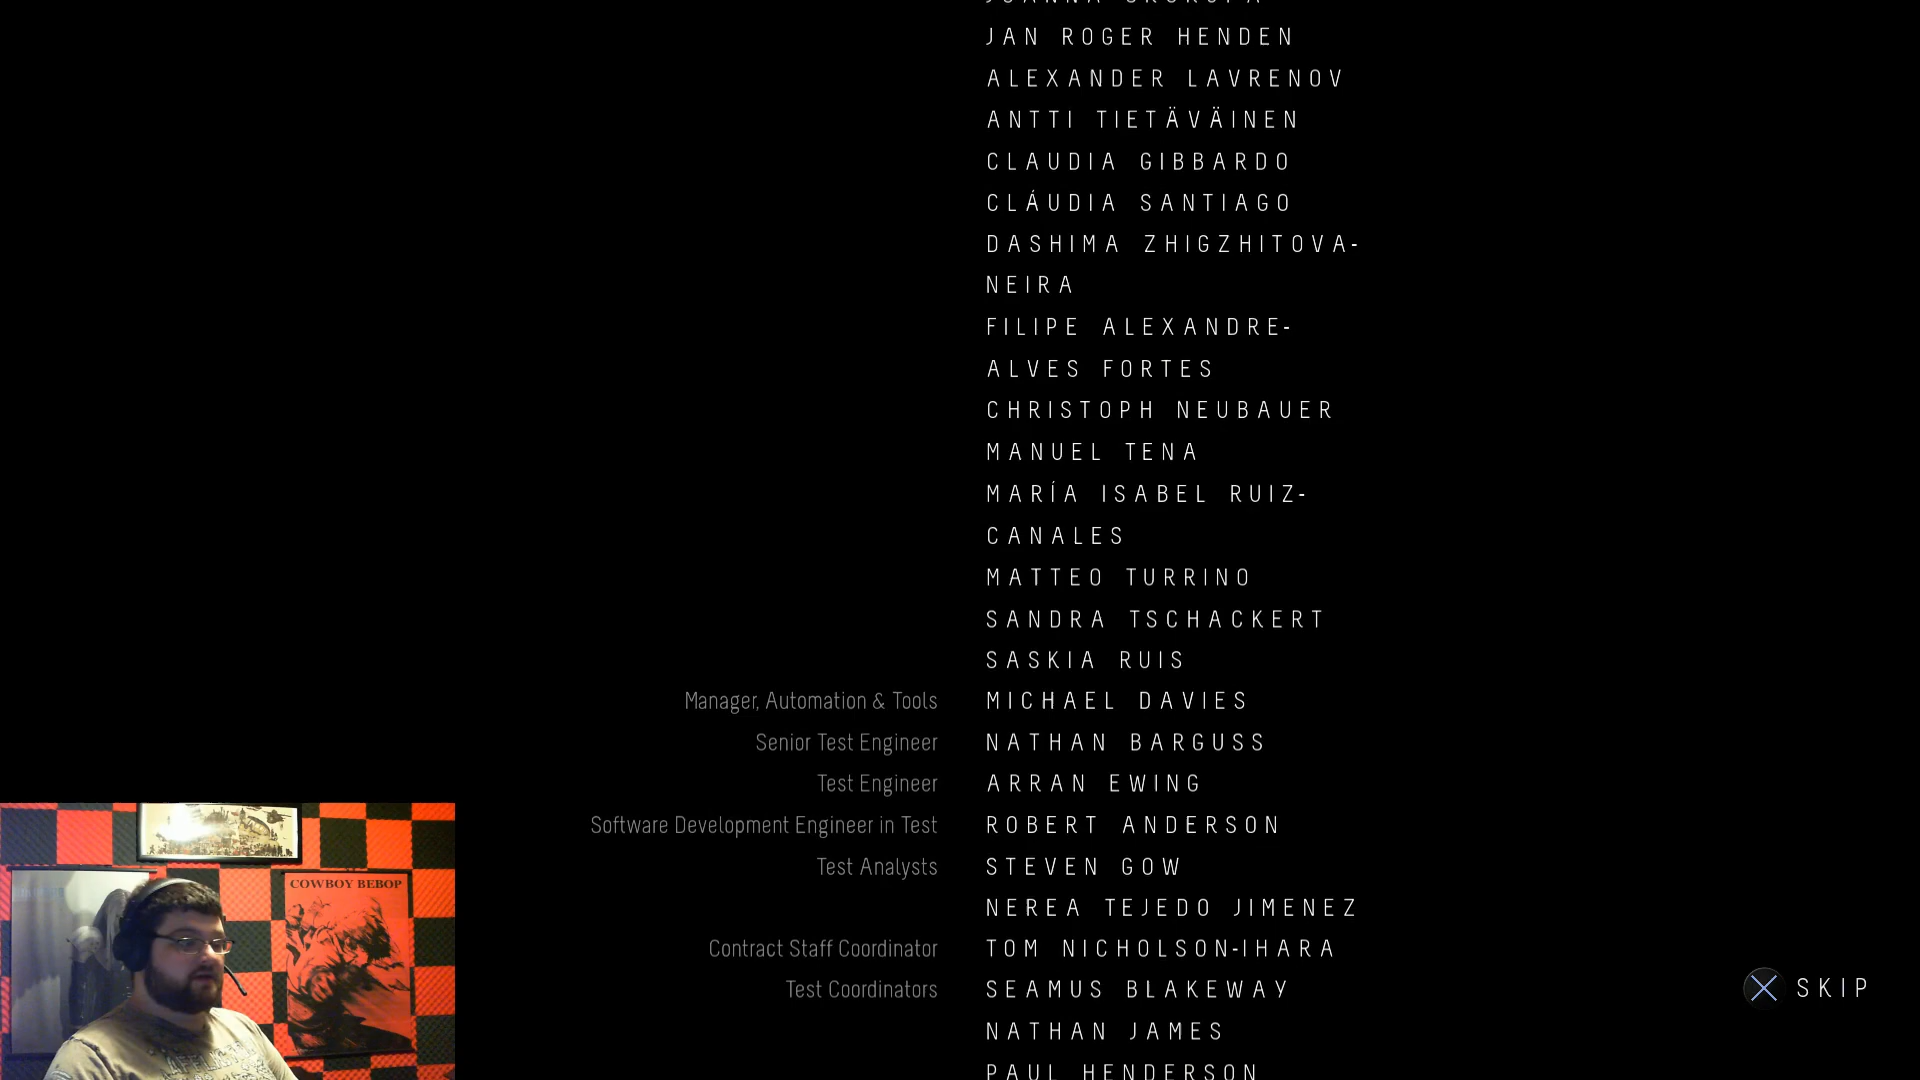 JAN ROGER HENDEN
ALEXANDER LAVRENOV
ANTTI TIETÄVÄINEN
CLAUDIA GIBBARDO
CLÁUDIA SANTIAGO
DASHIMA ZHIGZHITOVA-
NEIRA
FILIPE ALEXANDRE-
ALVES FORTES
CHRISTOPH NEUBAUER
MANUEL TENA
MARÍA ISABEL RUIZ-
CANALES
MATTEO TURRINO
SANDRA TSCHACKERT
SASKIA RUIS
Manager, Automation & Tools MICHAEL DAVIES
Senior Test Engineer NATHAN BARGUSS
Test Engineer ARRAN EWING
Software Development Engineer in Test ROBERT ANDERSON
Test Analysts STEVEN GOW
NEREA TEJEDO JIMENEZ
Contract Staff Coordinator TOM NICHOLSON-IHARA
Test Coordinators SEAMUS BLAKEWAY
NATHAN JAMES
PAUL HENDERSON
SKIP
COWBOY BEBOP